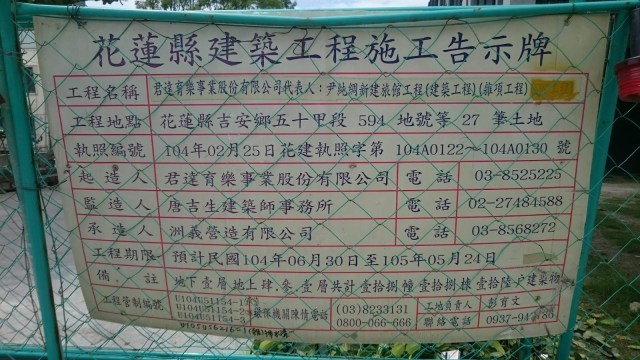 花蓮縣建築工程施工告示牌
工程名稱 君達育樂事業股份有限公司代表人：尹純綢新建旅館工程(建築工程)(雜項工程)
工程地點 花蓮縣吉安鄉五十甲段 594 地號等 27 筆土地
執照編號 104年02月25日花建執照字第 104A0122～104A0130 號
起造人 君達育樂事業股份有限公司 電話 03-8525225
監造人 唐吉生建築師事務所 電話 02-27484588
承造人 洲義營造有限公司 電話 03-8568272
工程期限 預計民國104年06月30日至105年05月24日
備註 地下壹層地上肆、叁、壹層共計壹拾捌幢壹拾捌棟壹拾陸戶建築物
工程管制編號 環保機關陳情電話 (03)8233131 工地負責人 彭育文
0800-066-666 聯絡電話